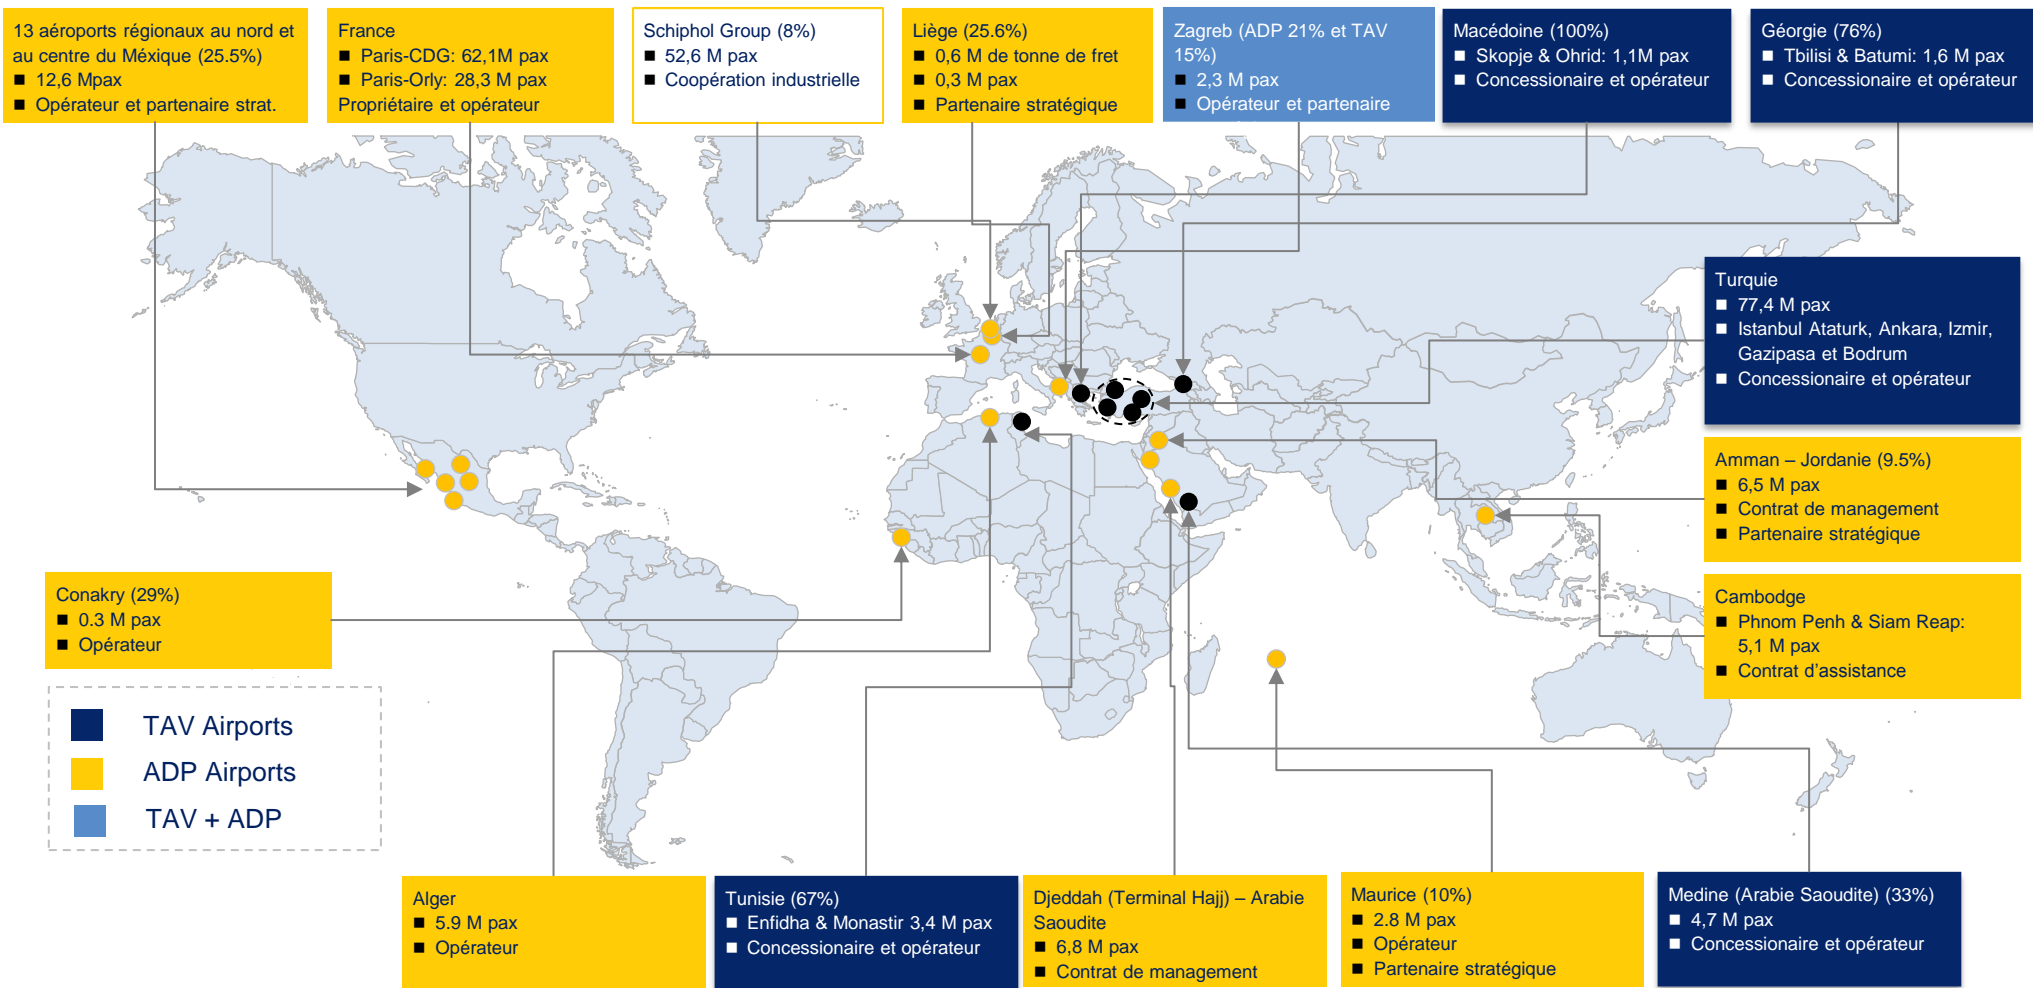 13 aéroports régionaux au nord et
au centre du Méxique (25.5%)
■ 12,6 Mpax
■ Opérateur et partenaire strat.
France
■ Paris-CDG: 62,1M pax
■ Paris-Orly: 28,3 M pax
Propriétaire et opérateur
Schiphol Group (8%)
■ 52,6 M pax
■ Coopération industrielle
Liège (25.6%)
■ 0,6 M de tonne de fret
■ 0,3 M pax
■ Partenaire stratégique
Zagreb (ADP 21% et TAV
15%)
■ 2,3 M pax
■ Opérateur et partenaire
Macédoine (100%)
■ Skopje & Ohrid: 1,1M pax
■ Concessionaire et opérateur
Géorgie (76%)
■ Tbilisi & Batumi: 1,6 M pax
■ Concessionaire et opérateur
Turquie
■ 77,4 M pax
■ Istanbul Ataturk, Ankara, Izmir,
Gazipasa et Bodrum
■ Concessionaire et opérateur
Amman – Jordanie (9.5%)
■ 6,5 M pax
■ Contrat de management
■ Partenaire stratégique
Cambodge
■ Phnom Penh & Siam Reap:
5,1 M pax
■ Contrat d'assistance
Conakry (29%)
■ 0.3 M pax
■ Opérateur
TAV Airports
ADP Airports
TAV + ADP
Alger
■ 5.9 M pax
■ Opérateur
Tunisie (67%)
■ Enfidha & Monastir 3,4 M pax
■ Concessionaire et opérateur
Djeddah (Terminal Hajj) – Arabie
Saoudite
■ 6,8 M pax
■ Contrat de management
Maurice (10%)
■ 2.8 M pax
■ Opérateur
■ Partenaire stratégique
Medine (Arabie Saoudite) (33%)
■ 4,7 M pax
■ Concessionaire et opérateur